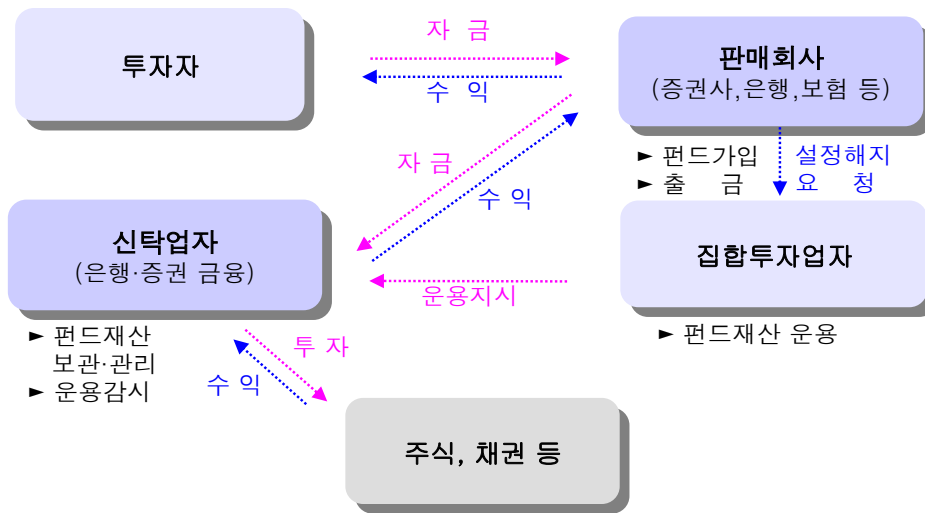 투자자
자 금
수 익
판매회사
(증권사,은행,보험 등)
► 펀드가입
► 출 금
설정해지
요 청
자 금
수 익
신탁업자
(은행·증권 금융)
집합투자업자
운용지시
► 펀드재산
보관·관리
► 운용감시
► 펀드재산 운용
투 자
수 익
주식, 채권 등